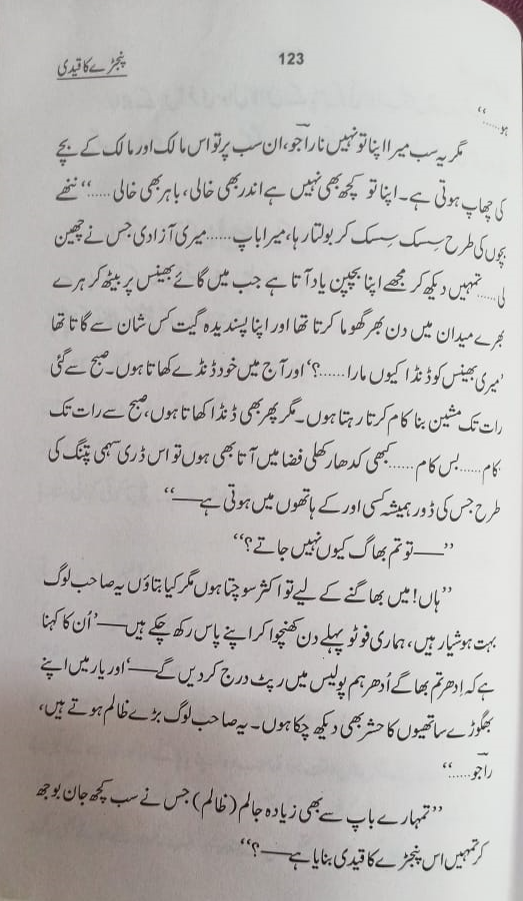 123
پنجڑے کا قیدی
ہو......‘‘
مگر یہ سب میرا اپنا تو نہیں نا راجو، ان سب پر تو اس مالک اور مالک کے بچے
کی چھاپ ہوتی ہے۔ اپنا تو کچھ بھی نہیں ہے اندر بھی خالی، باہر بھی خالی ......‘‘ ننھے
بچوں کی طرح سِسک سِسک کر بولتا رہا، میرا باپ ...... میری آزادی جس نے چھین
لی...... تمہیں دیکھ کر مجھے اپنا بچپن یاد آتا ہے جب میں گائے بھینس پر بیٹھ کر ہرے
بھرے میدان میں دن بھر گھوما کرتا تھا اور اپنا پسندیدہ گیت کس شان سے گاتا تھا
’میری بھینس کو ڈنڈا کیوں مارا......؟‘ اور آج میں خود ڈنڈے کھاتا ہوں۔ صبح سے گئی
رات تک مشین بنا کام کرتا رہتا ہوں۔ مگر پھر بھی ڈنڈا کھاتا ہوں، صبح سے رات تک
کام...... بس کام...... کبھی کدھار کھلی فضا میں آتا بھی ہوں تو اس ڈری سہمی پتنگ کی
طرح جس کی ڈور ہمیشہ کسی اور کے ہاتھوں میں ہوتی ہے——‘‘
’’——تو تم بھاگ کیوں نہیں جاتے؟‘‘
’’ہاں! میں بھاگنے کے لیے تو اکثر سوچتا ہوں مگر کیا بتاؤں یہ صاحب لوگ
بہت ہوشیار ہیں، ہماری فوٹو پہلے دن کھنچوا کر اپنے پاس رکھ چکے ہیں——’اُن کا کہنا
ہے کہ اِدھر تم بھاگے اُدھر ہم پولیس میں رپٹ درج کر دیں گے——‘ اور یار میں اپنے
بھگوڑے ساتھیوں کا حشر بھی دیکھ چکا ہوں۔ یہ صاحب لوگ بڑے ظالم ہوتے ہیں،
راجو......‘‘
’’تمہارے باپ سے بھی زیادہ جالم (ظالم) جس نے سب کچھ جان بوجھ
کر تمہیں اس پنجڑے کا قیدی بنایا ہے——؟‘‘